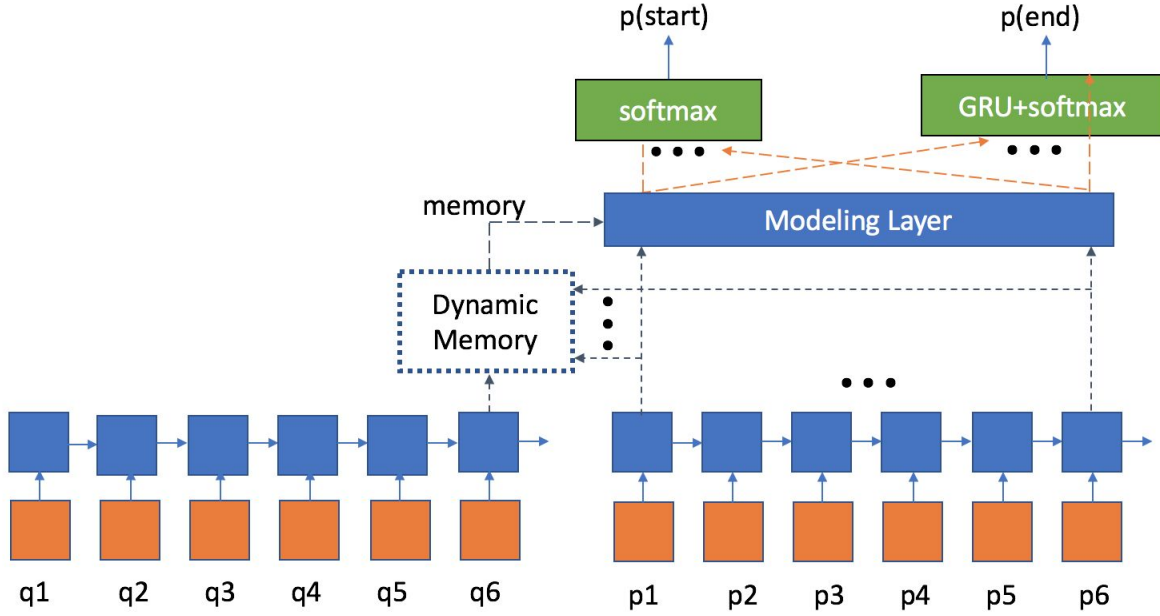 p(start)
p(end)
softmax
GRU+softmax
memory
Modeling Layer
Dynamic
Memory
q1 q2 q3 q4 q5 q6 p1 p2 p3 p4 p5 p6